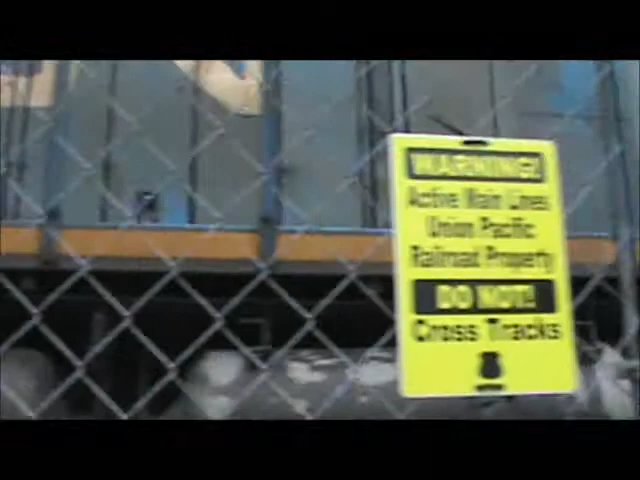 WARNING!
Active Main Lines
Union Pacific
Railroad Property
DO NOT!
Cross Tracks